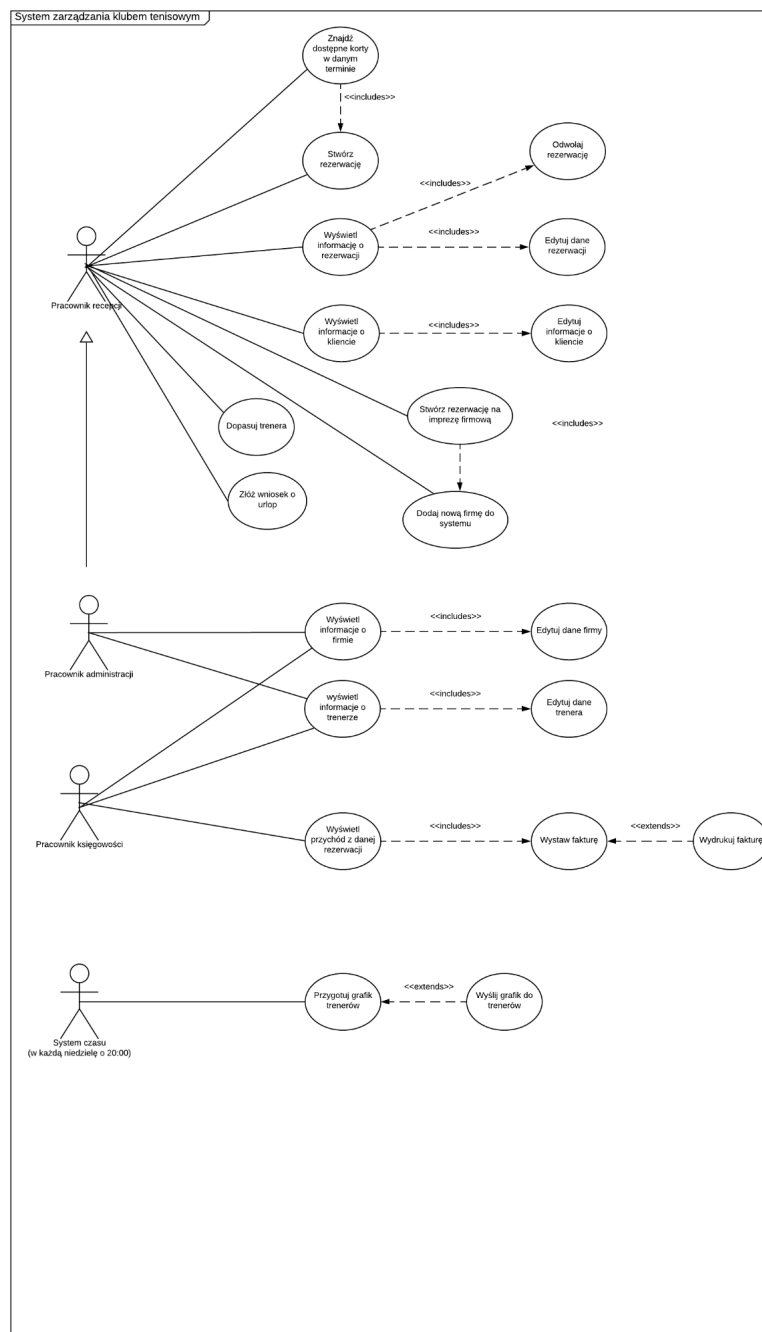 System zarządzania klubem tenisowym
Znajdź
dostępne korty
w danym
terminie
<<includes>>
Stwórz
rezerwację
Odwołaj
rezerwację
<<includes>>
Wyświetl
informację o
rezerwacji
<<includes>>
Edytuj dane
rezerwacji
Pracownik recepcji
Wyświetl
informacje o
kliencie
<<includes>>
Edytuj
informacje o
kliencie
Stwórz rezerwację na
imprezę firmową
<<includes>>
Dopasuj trenera
Złóż wniosek o
urlop
Dodaj nową firmę do
systemu
Wyświetl
informacje o
firmie
<<includes>>
Edytuj dane firmy
Pracownik administracji
wyświetl
informacje o
trenerze
<<includes>>
Edytuj dane
trenera
Pracownik księgowości
Wyświetl
przychód z danej
rezerwacji
<<includes>>
Wystaw fakturę
<<extends>>
Wydrukuj fakturę
Przygotuj grafik
trenerów
<<extends>>
Wyślij grafik do
trenerów
System czasu
(w każdą niedzielę o 20:00)